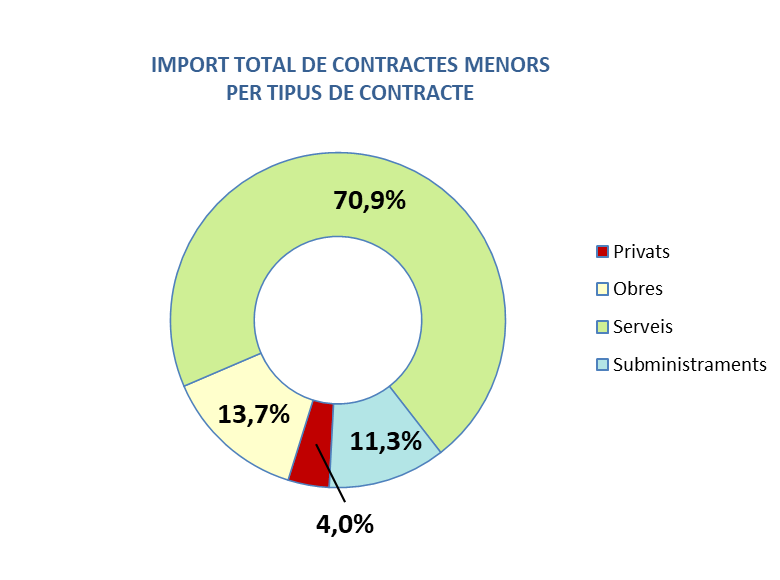 IMPORT TOTAL DE CONTRACTES MENORS
PER TIPUS DE CONTRACTE
70,9%
13,7%
11,3%
4,0%
Privats
Obres
Serveis
Subministraments